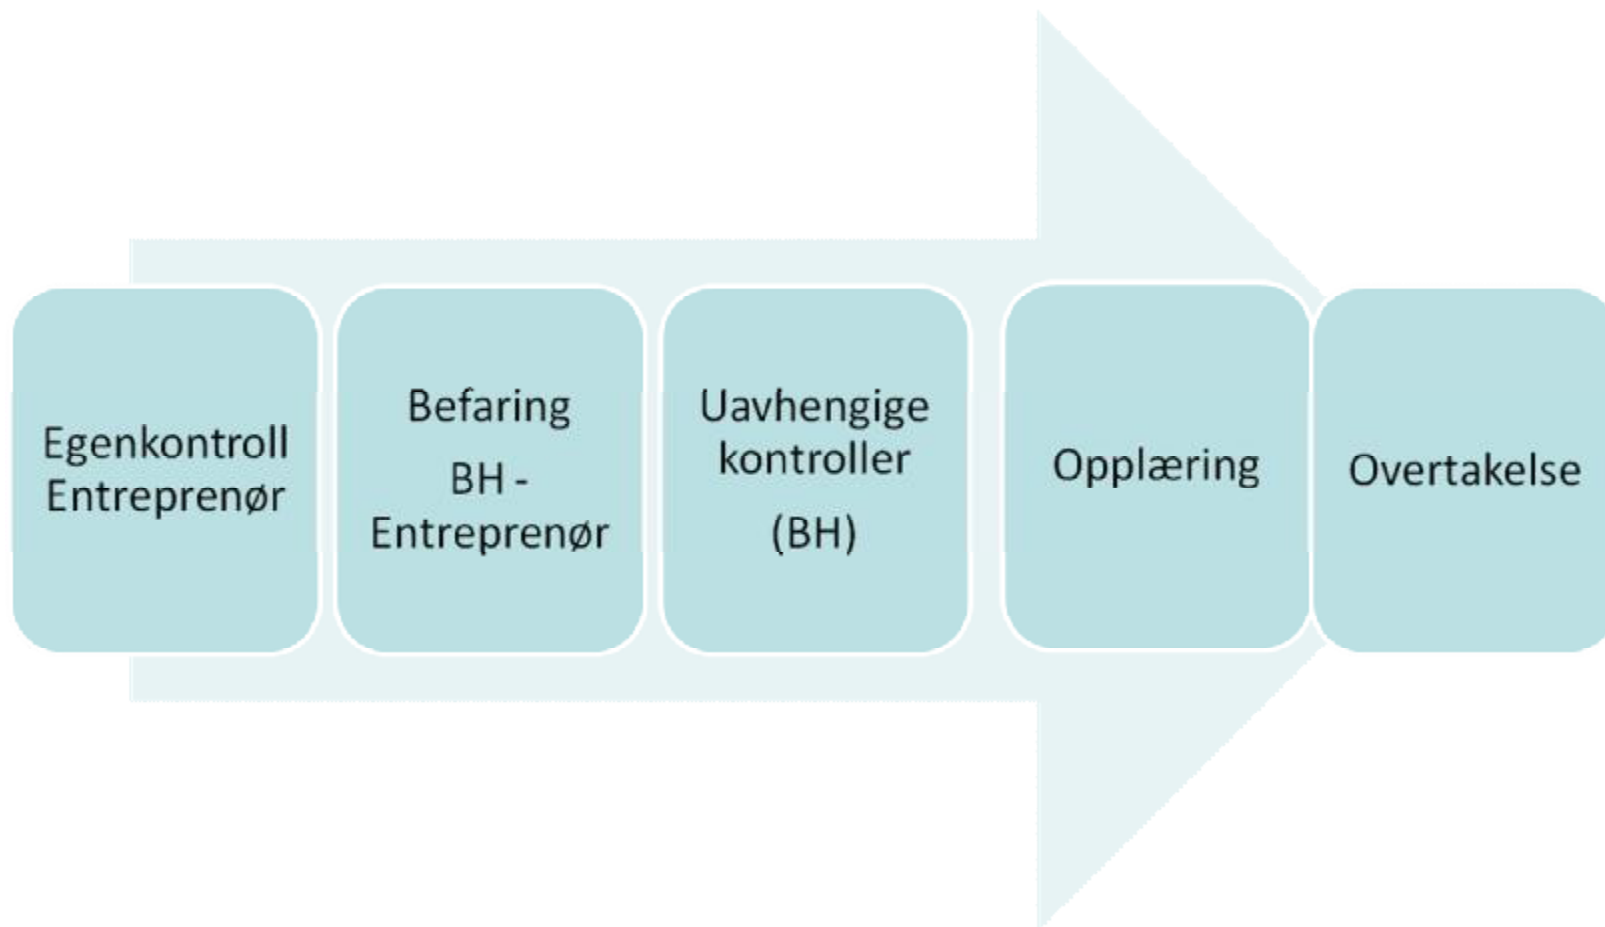 Egenkontroll
Entreprenør
Befaring
BH -
Entreprenør
Uavhengige
kontroller
(BH)
Opplæring
Overtakelse